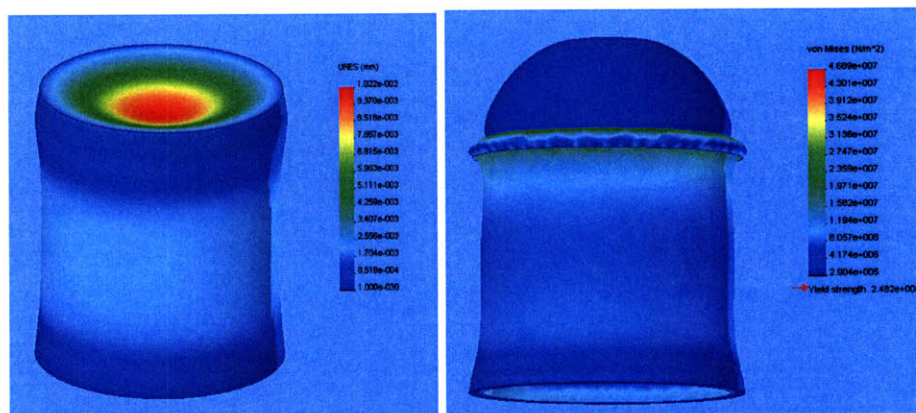 URES (mm)
1.022e-003
9.370e-003
8.518e-003
7.667e-003
6.815e-003
5.963e-003
5.111e-003
4.259e-003
3.407e-003
2.556e-003
1.704e-003
8.518e-004
1.000e-030
von Mises (N/m^2)
4.689e+007
4.301e+007
3.912e+007
3.524e+007
3.136e+007
2.747e+007
2.359e+007
1.971e+007
1.582e+007
1.194e+007
8.057e+006
4.174e+006
2.904e+005
Yield strength 2.482e+00